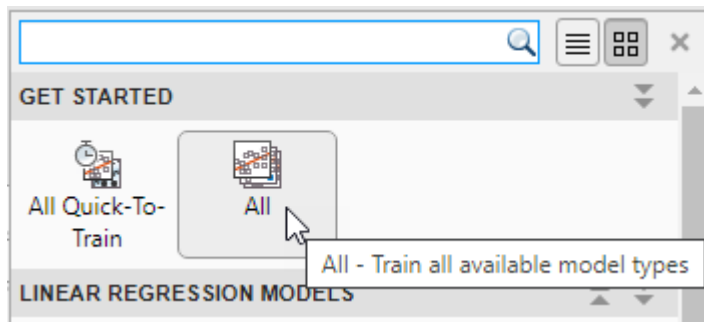 GET STARTED
All Quick-To-
Train
All
All - Train all available model types
LINEAR REGRESSION MODELS